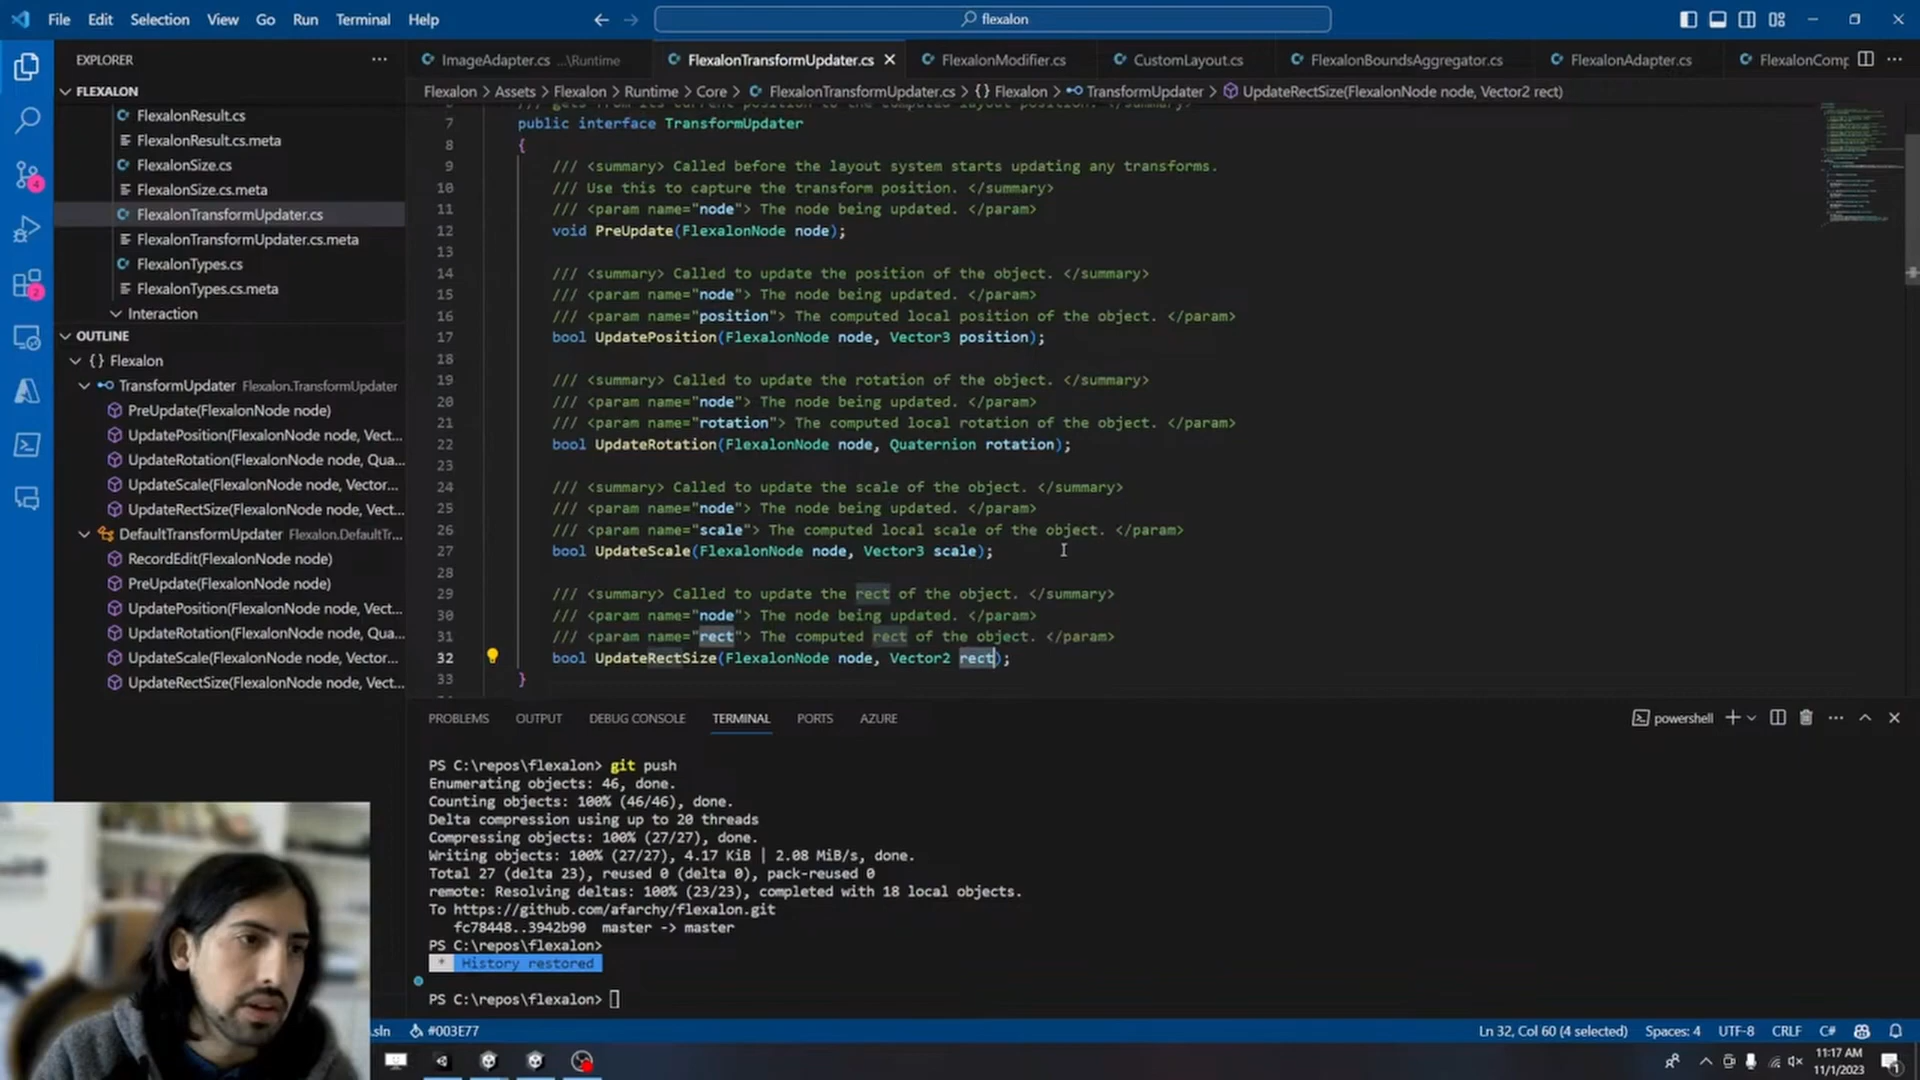 File Edit Selection View Go Run Terminal Help
flexalon
EXPLORER
FLEXALON
FlexalonResult.cs
FlexalonResult.cs.meta
FlexalonSize.cs
FlexalonSize.cs.meta
FlexalonTransformUpdater.cs
FlexalonTransformUpdater.cs.meta
FlexalonTypes.cs
FlexalonTypes.cs.meta
Interaction
OUTLINE
{} Flexalon
TransformUpdater Flexalon.TransformUpdater
PreUpdate(FlexalonNode node)
UpdatePosition(FlexalonNode node, Vect...
UpdateRotation(FlexalonNode node, Qua...
UpdateScale(FlexalonNode node, Vector...
UpdateRectSize(FlexalonNode node, Vect...
DefaultTransformUpdater Flexalon.DefaultTr...
RecordEdit(FlexalonNode node)
PreUpdate(FlexalonNode node)
UpdatePosition(FlexalonNode node, Vect...
UpdateRotation(FlexalonNode node, Qua...
UpdateScale(FlexalonNode node, Vector...
UpdateRectSize(FlexalonNode node, Vect...
ImageAdapter.cs ...\Runtime FlexalonTransformUpdater.cs FlexalonModifier.cs CustomLayout.cs FlexalonBoundsAggregator.cs FlexalonAdapter.cs FlexalonComp
Flexalon > Assets > Flexalon > Runtime > Core > FlexalonTransformUpdater.cs > {} Flexalon > TransformUpdater > UpdateRectSize(FlexalonNode node, Vector2 rect)
/// gets from its current position to the computed layout position. </summary>
7 public interface TransformUpdater
8 {
9 /// <summary> Called before the layout system starts updating any transforms.
10 /// Use this to capture the transform position. </summary>
11 /// <param name="node"> The node being updated. </param>
12 void PreUpdate(FlexalonNode node);
13
14 /// <summary> Called to update the position of the object. </summary>
15 /// <param name="node"> The node being updated. </param>
16 /// <param name="position"> The computed local position of the object. </param>
17 bool UpdatePosition(FlexalonNode node, Vector3 position);
18
19 /// <summary> Called to update the rotation of the object. </summary>
20 /// <param name="node"> The node being updated. </param>
21 /// <param name="rotation"> The computed local rotation of the object. </param>
22 bool UpdateRotation(FlexalonNode node, Quaternion rotation);
23
24 /// <summary> Called to update the scale of the object. </summary>
25 /// <param name="node"> The node being updated. </param>
26 /// <param name="scale"> The computed local scale of the object. </param>
27 bool UpdateScale(FlexalonNode node, Vector3 scale);
28
29 /// <summary> Called to update the rect of the object. </summary>
30 /// <param name="node"> The node being updated. </param>
31 /// <param name="rect"> The computed rect of the object. </param>
32 bool UpdateRectSize(FlexalonNode node, Vector2 rect);
33 }
PROBLEMS OUTPUT DEBUG CONSOLE TERMINAL PORTS AZURE
powershell
PS C:\repos\flexalon> git push
Enumerating objects: 46, done.
Counting objects: 100% (46/46), done.
Delta compression using up to 20 threads
Compressing objects: 100% (27/27), done.
Writing objects: 100% (27/27), 4.17 KiB | 2.08 MiB/s, done.
Total 27 (delta 23), reused 0 (delta 0), pack-reused 0
remote: Resolving deltas: 100% (23/23), completed with 18 local objects.
To https://github.com/afarchy/flexalon.git
fc78448..3942b90 master -> master
PS C:\repos\flexalon>
* History restored
PS C:\repos\flexalon>
.sln #003E77
Ln 32, Col 60 (4 selected) Spaces: 4 UTF-8 CRLF C#
11:17 AM
11/1/2023
4
2
1